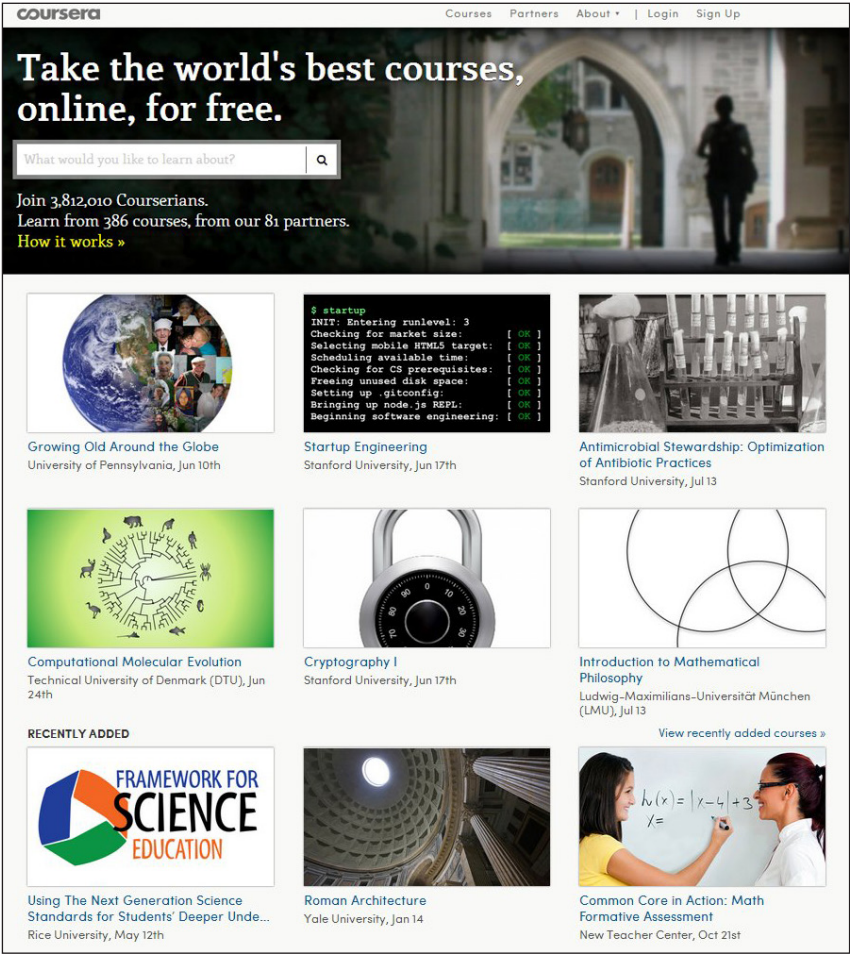 coursera
Courses Partners About ▾ | Login Sign Up
Take the world's best courses,
online, for free.
What would you like to learn about?
Join 3,812,010 Courserians.
Learn from 386 courses, from our 81 partners.
How it works »
$ startup
INIT: Entering runlevel: 3
Checking for market size: [ OK ]
Selecting mobile HTML5 target: [ OK ]
Scheduling available time: [ OK ]
Checking for CS prerequisites: [ OK ]
Freeing unused disk space: [ OK ]
Setting up .gitconfig: [ OK ]
Bringing up node.js REPL: [ OK ]
Beginning software engineering: [ OK ]
Growing Old Around the Globe
University of Pennsylvania, Jun 10th
Startup Engineering
Stanford University, Jun 17th
Antimicrobial Stewardship: Optimization
of Antibiotic Practices
Stanford University, Jul 13
70 80 90 0 10 20 30
Computational Molecular Evolution
Technical University of Denmark (DTU), Jun
24th
Cryptography I
Stanford University, Jun 17th
Introduction to Mathematical
Philosophy
Ludwig-Maximilians-Universität München
(LMU), Jul 13
RECENTLY ADDED
View recently added courses »
FRAMEWORK FOR
SCIENCE
EDUCATION
h(x) = |x-4| +3
x=
Using The Next Generation Science
Standards for Students' Deeper Unde...
Rice University, May 12th
Roman Architecture
Yale University, Jan 14
Common Core in Action: Math
Formative Assessment
New Teacher Center, Oct 21st